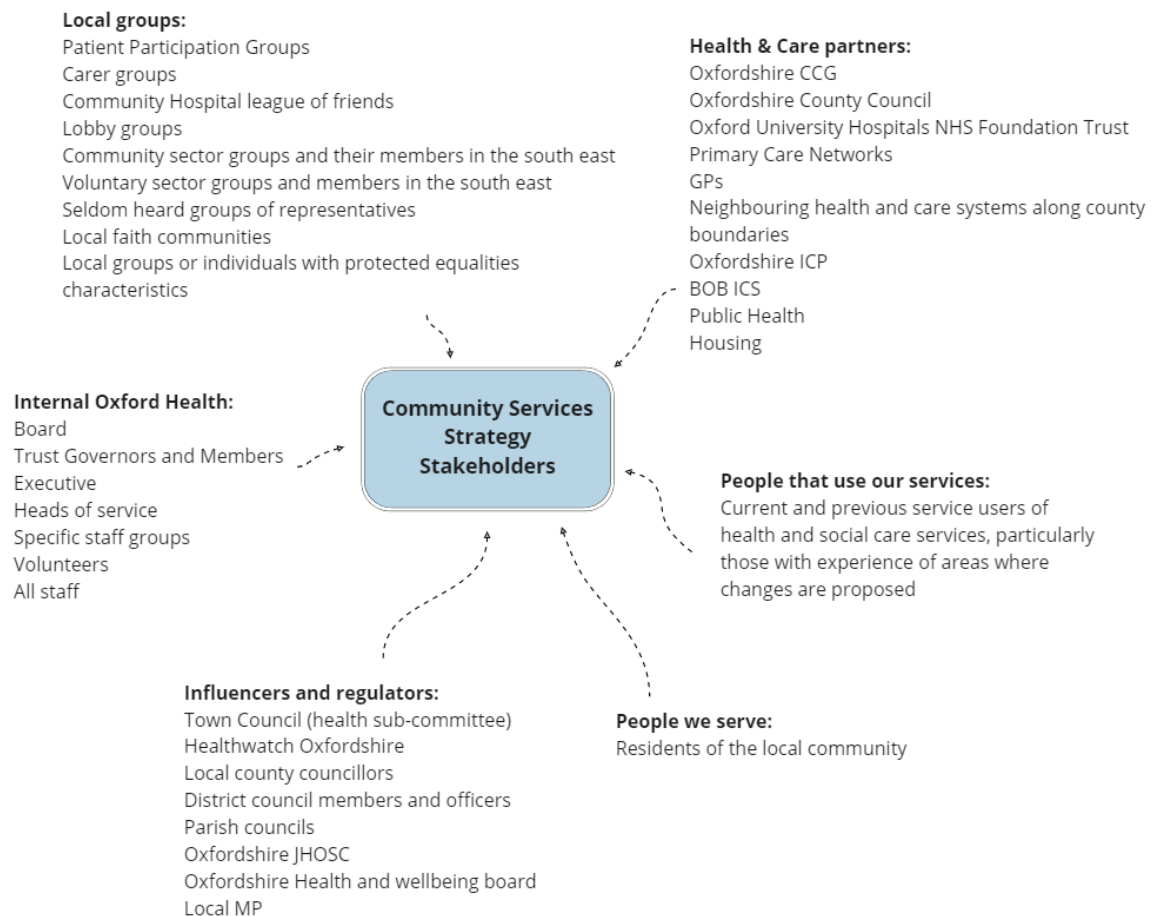 Local groups:
Patient Participation Groups
Carer groups
Community Hospital league of friends
Lobby groups
Community sector groups and their members in the south east
Voluntary sector groups and members in the south east
Seldom heard groups of representatives
Local faith communities
Local groups or individuals with protected equalities
characteristics
Health & Care partners:
Oxfordshire CCG
Oxfordshire County Council
Oxford University Hospitals NHS Foundation Trust
Primary Care Networks
GPs
Neighbouring health and care systems along county
boundaries
Oxfordshire ICP
BOB ICS
Public Health
Housing
Internal Oxford Health:
Board
Trust Governors and Members
Executive
Heads of service
Specific staff groups
Volunteers
All staff
Community Services
Strategy
Stakeholders
People that use our services:
Current and previous service users of
health and social care services, particularly
those with experience of areas where
changes are proposed
Influencers and regulators:
Town Council (health sub-committee)
Healthwatch Oxfordshire
Local county councillors
District council members and officers
Parish councils
Oxfordshire JHOSC
Oxfordshire Health and wellbeing board
Local MP
People we serve:
Residents of the local community